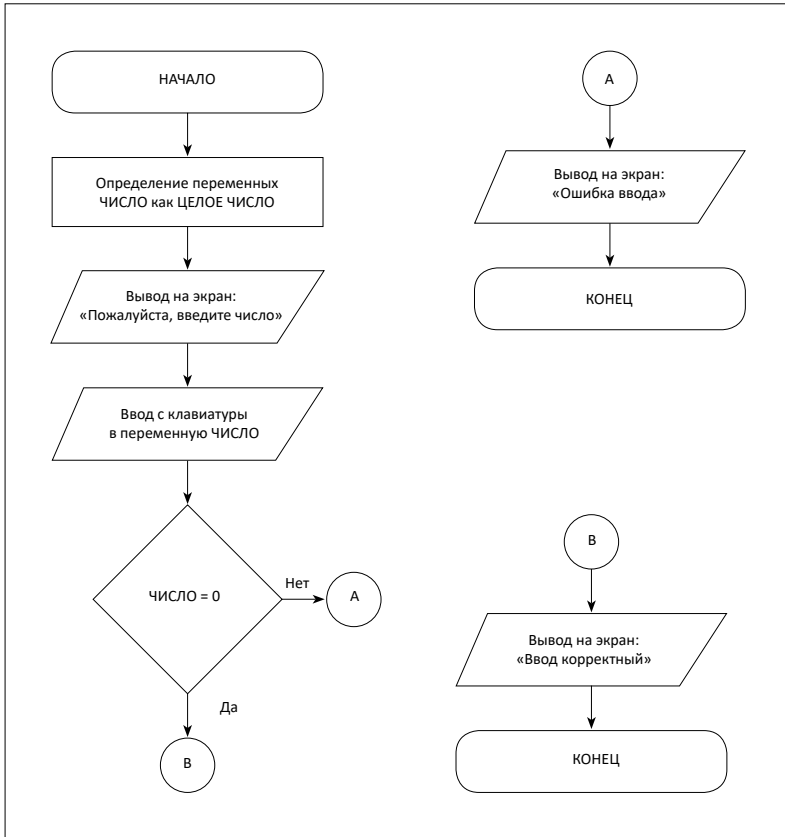 НАЧАЛО
Определение переменных
ЧИСЛО как ЦЕЛОЕ ЧИСЛО
Вывод на экран:
«Пожалуйста, введите число»
Ввод с клавиатуры
в переменную ЧИСЛО
ЧИСЛО = 0
Нет
A
Да
B
A
Вывод на экран:
«Ошибка ввода»
КОНЕЦ
B
Вывод на экран:
«Ввод корректный»
КОНЕЦ